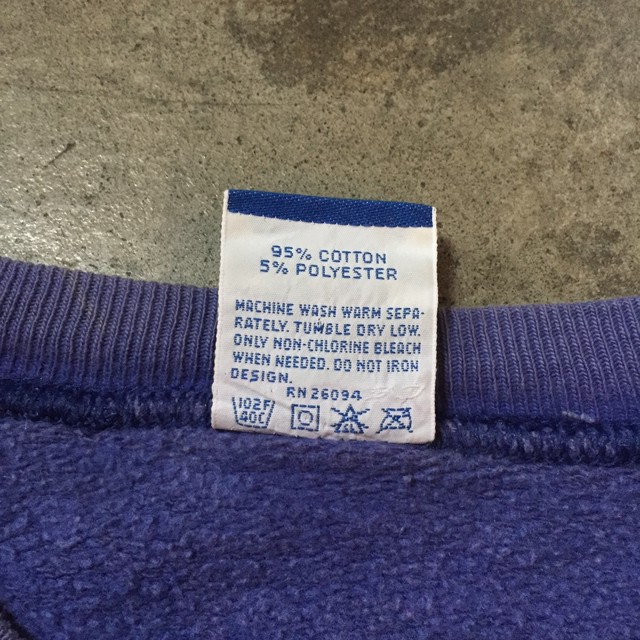 95% COTTON
5% POLYESTER
MACHINE WASH WARM SEPA-
RATELY. TUMBLE DRY LOW.
ONLY NON-CHLORINE BLEACH
WHEN NEEDED. DO NOT IRON
DESIGN.
RN 26094
102F
40C